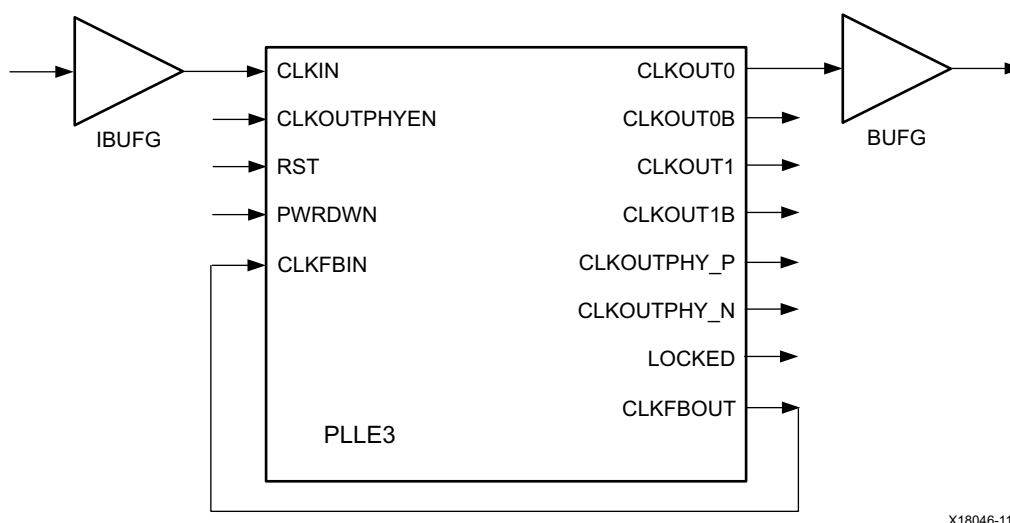 CLKIN
CLKOUT0
CLKOUTPHYEN
CLKOUT0B
IBUFG
BUFG
RST
CLKOUT1
PWRDWN
CLKOUT1B
CLKFBIN
CLKOUTPHY_P
CLKOUTPHY_N
LOCKED
CLKFBOUT
PLLE3
X18046-11